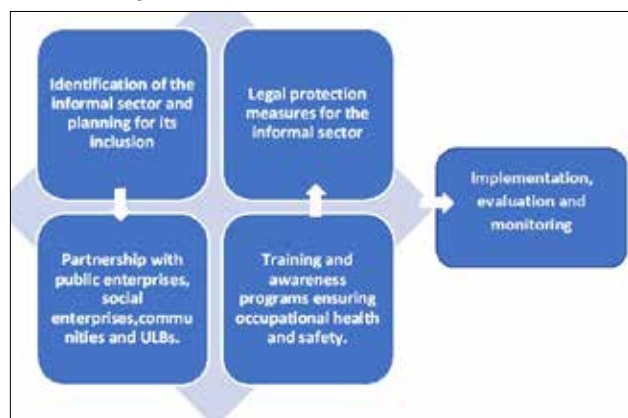 Identification of the
informal sector and
planning for its
inclusion
Partnership with
public enterprises,
social
enterprises,commu
nities and ULBs.
Training and
awareness
programs ensuring
occupational health
and safety.
Legal protection
measures for the
informal sector
Implementation,
evaluation and
monitoring